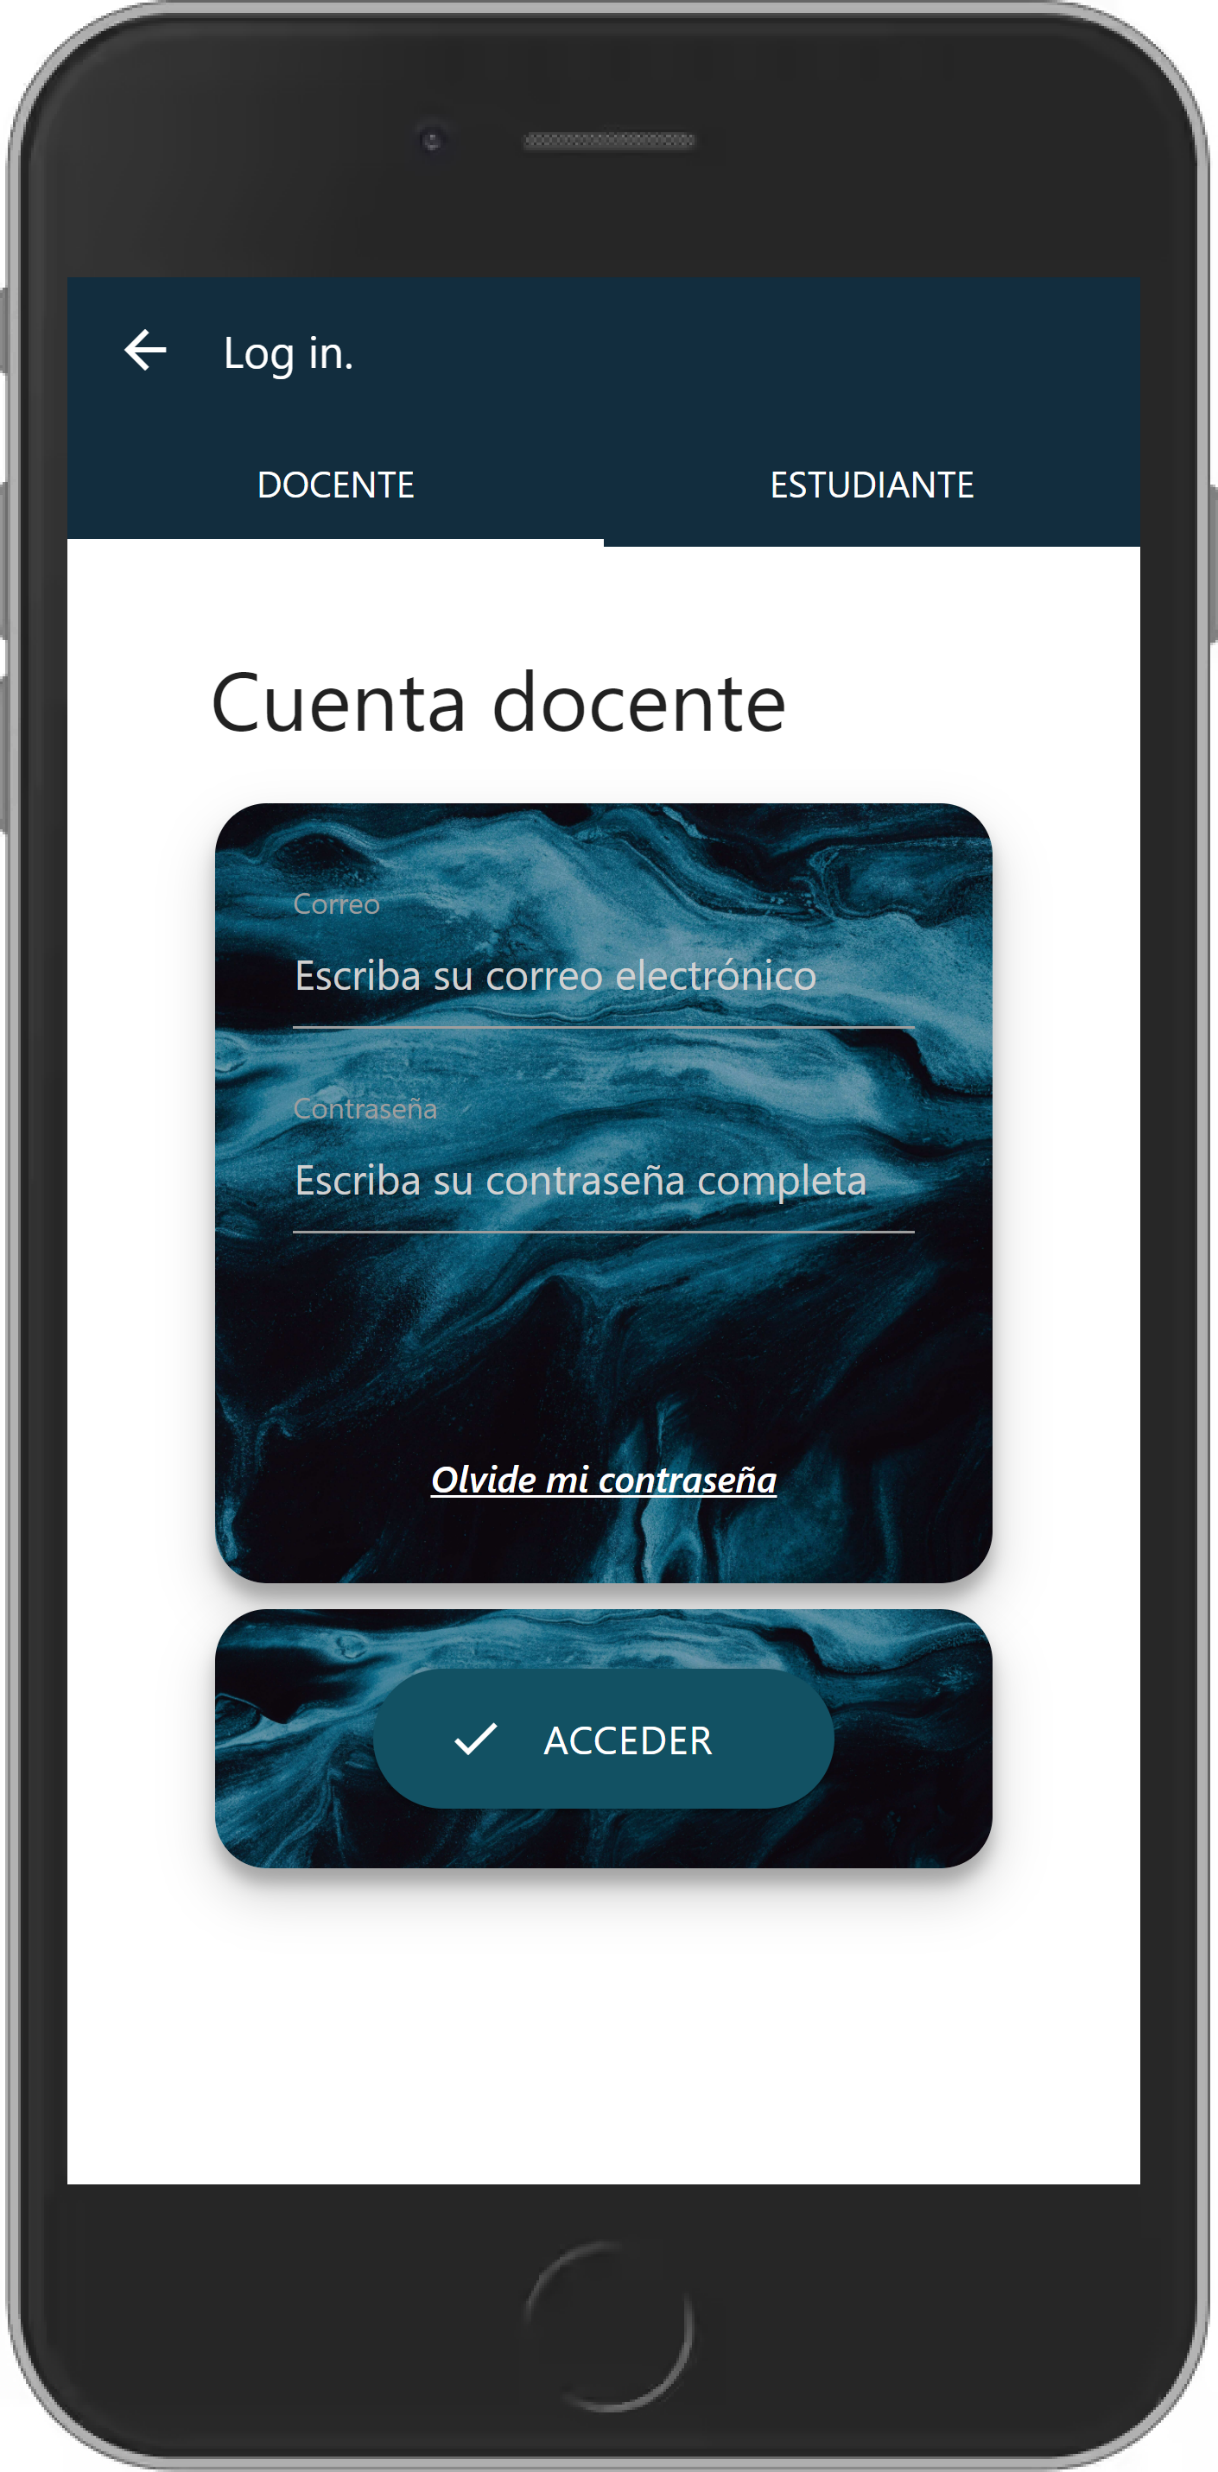 Log in.
DOCENTE
ESTUDIANTE
Cuenta docente
Correo
Escriba su correo electrónico
Contraseña
Escriba su contraseña completa
Olvide mi contraseña
ACCEDER